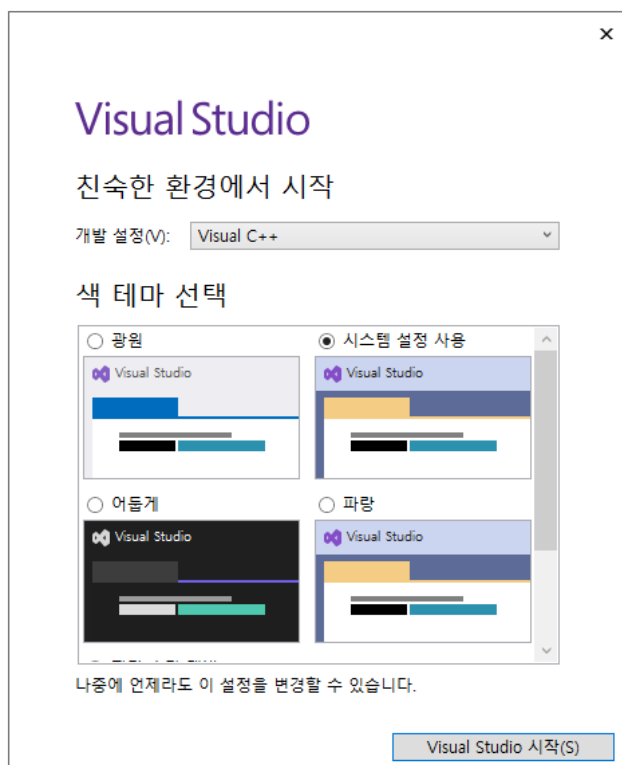 Visual Studio
친숙한 환경에서 시작
개발 설정(V): Visual C++
색 테마 선택
광원 시스템 설정 사용
Visual Studio Visual Studio
어둡게 파랑
Visual Studio Visual Studio
나중에 언제라도 이 설정을 변경할 수 있습니다.
Visual Studio 시작(S)